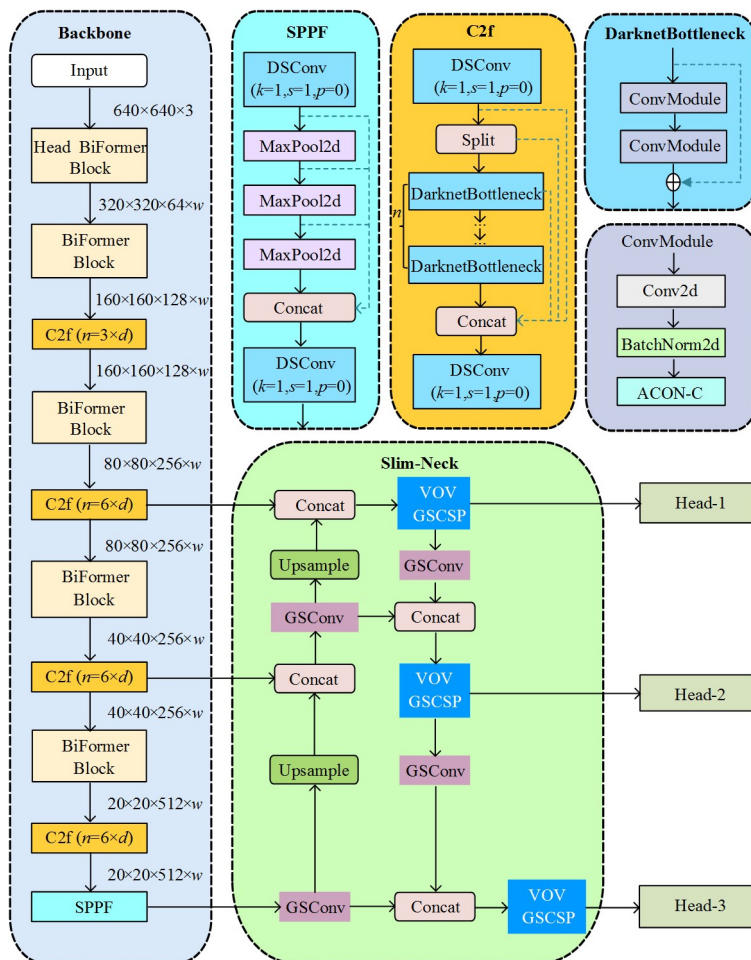 Backbone
Input
640×640×3
Head BiFormer
Block
320×320×64×w
BiFormer
Block
160×160×128×w
C2f (n=3×d)
160×160×128×w
BiFormer
Block
80×80×256×w
C2f (n=6×d)
80×80×256×w
BiFormer
Block
40×40×256×w
C2f (n=6×d)
40×40×256×w
BiFormer
Block
20×20×512×w
C2f (n=6×d)
20×20×512×w
SPPF
SPPF
DSConv
(k=1,s=1,p=0)
MaxPool2d
MaxPool2d
MaxPool2d
Concat
DSConv
(k=1,s=1,p=0)
C2f
DSConv
(k=1,s=1,p=0)
Split
n
DarknetBottleneck
...
...
DarknetBottleneck
Concat
DSConv
(k=1,s=1,p=0)
DarknetBottleneck
ConvModule
ConvModule
ConvModule
Conv2d
BatchNorm2d
ACON-C
Slim-Neck
Concat
VOV
GSCSP
Upsample
GSConv
GSConv
Concat
Concat
VOV
GSCSP
Upsample
GSConv
GSConv
Concat
VOV
GSCSP
Head-1
Head-2
Head-3